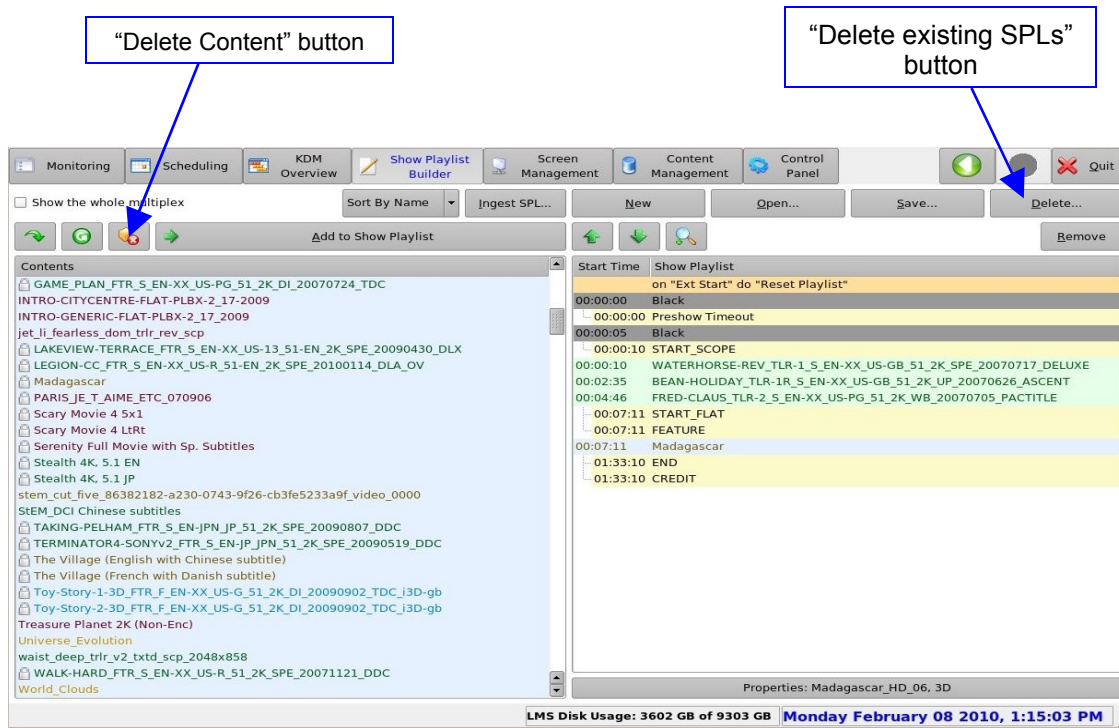 “Delete Content” button
“Delete existing SPLs”
button
Monitoring
Scheduling
KDM
Overview
Show Playlist
Builder
Screen
Management
Content
Management
Control
Panel
Quit
Show the whole multiplex
Sort By Name
Ingest SPL...
New
Open...
Save...
Delete...
Add to Show Playlist
Remove
Contents
GAME_PLAN_FTR_S_EN-XX_US-PG_51_2K_DI_20070724_TDC
INTRO-CITYCENTRE-FLAT-PLBX-2_17-2009
INTRO-GENERIC-FLAT-PLBX-2_17_2009
jet_li_fearless_dom_trlr_rev_scp
LAKEVIEW-TERRACE_FTR_S_EN-XX_US-13_51-EN_2K_SPE_20090430_DLX
LEGION-CC_FTR_S_EN-XX_US-R_51-EN_2K_SPE_20100114_DLA_OV
Madagascar
PARIS_JE_T_AIME_ETC_070906
Scary Movie 4 5x1
Scary Movie 4 LtRt
Serenity Full Movie with Sp. Subtitles
Stealth 4K, 5.1 EN
Stealth 4K, 5.1 JP
stem_cut_five_86382182-a230-0743-9f26-cb3fe5233a9f_video_0000
StEM_DCI Chinese subtitles
TAKING-PELHAM_FTR_S_EN-JPN_JP_51_2K_SPE_20090807_DDC
TERMINATOR4-SONYv2_FTR_S_EN-JP_JPN_51_2K_SPE_20090519_DDC
The Village (English with Chinese subtitle)
The Village (French with Danish subtitle)
Toy-Story-1-3D_FTR_F_EN-XX_US-G_51_2K_DI_20090902_TDC_i3D-gb
Toy-Story-2-3D_FTR_F_EN-XX_US-G_51_2K_DI_20090902_TDC_i3D-gb
Treasure Planet 2K (Non-Enc)
Universe_Evolution
waist_deep_trlr_v2_txtd_scp_2048x858
WALK-HARD_FTR_S_EN-XX_US-R_51_2K_SPE_20071121_DDC
World_Clouds
Start Time Show Playlist
on "Ext Start" do "Reset Playlist"
00:00:00 Black
00:00:00 Preshow Timeout
00:00:05 Black
00:00:10 START_SCOPE
00:00:10 WATERHORSE-REV_TLR-1_S_EN-XX_US-GB_51_2K_SPE_20070717_DELUXE
00:02:35 BEAN-HOLIDAY_TLR-1R_S_EN-XX_US-GB_51_2K_UP_20070626_ASCENT
00:04:46 FRED-CLAUS_TLR-2_S_EN-XX_US-PG_51_2K_WB_20070705_PACTITLE
00:07:11 START_FLAT
00:07:11 FEATURE
00:07:11 Madagascar
01:33:10 END
01:33:10 CREDIT
Properties: Madagascar_HD_06, 3D
LMS Disk Usage: 3602 GB of 9303 GB
Monday February 08 2010, 1:15:03 PM